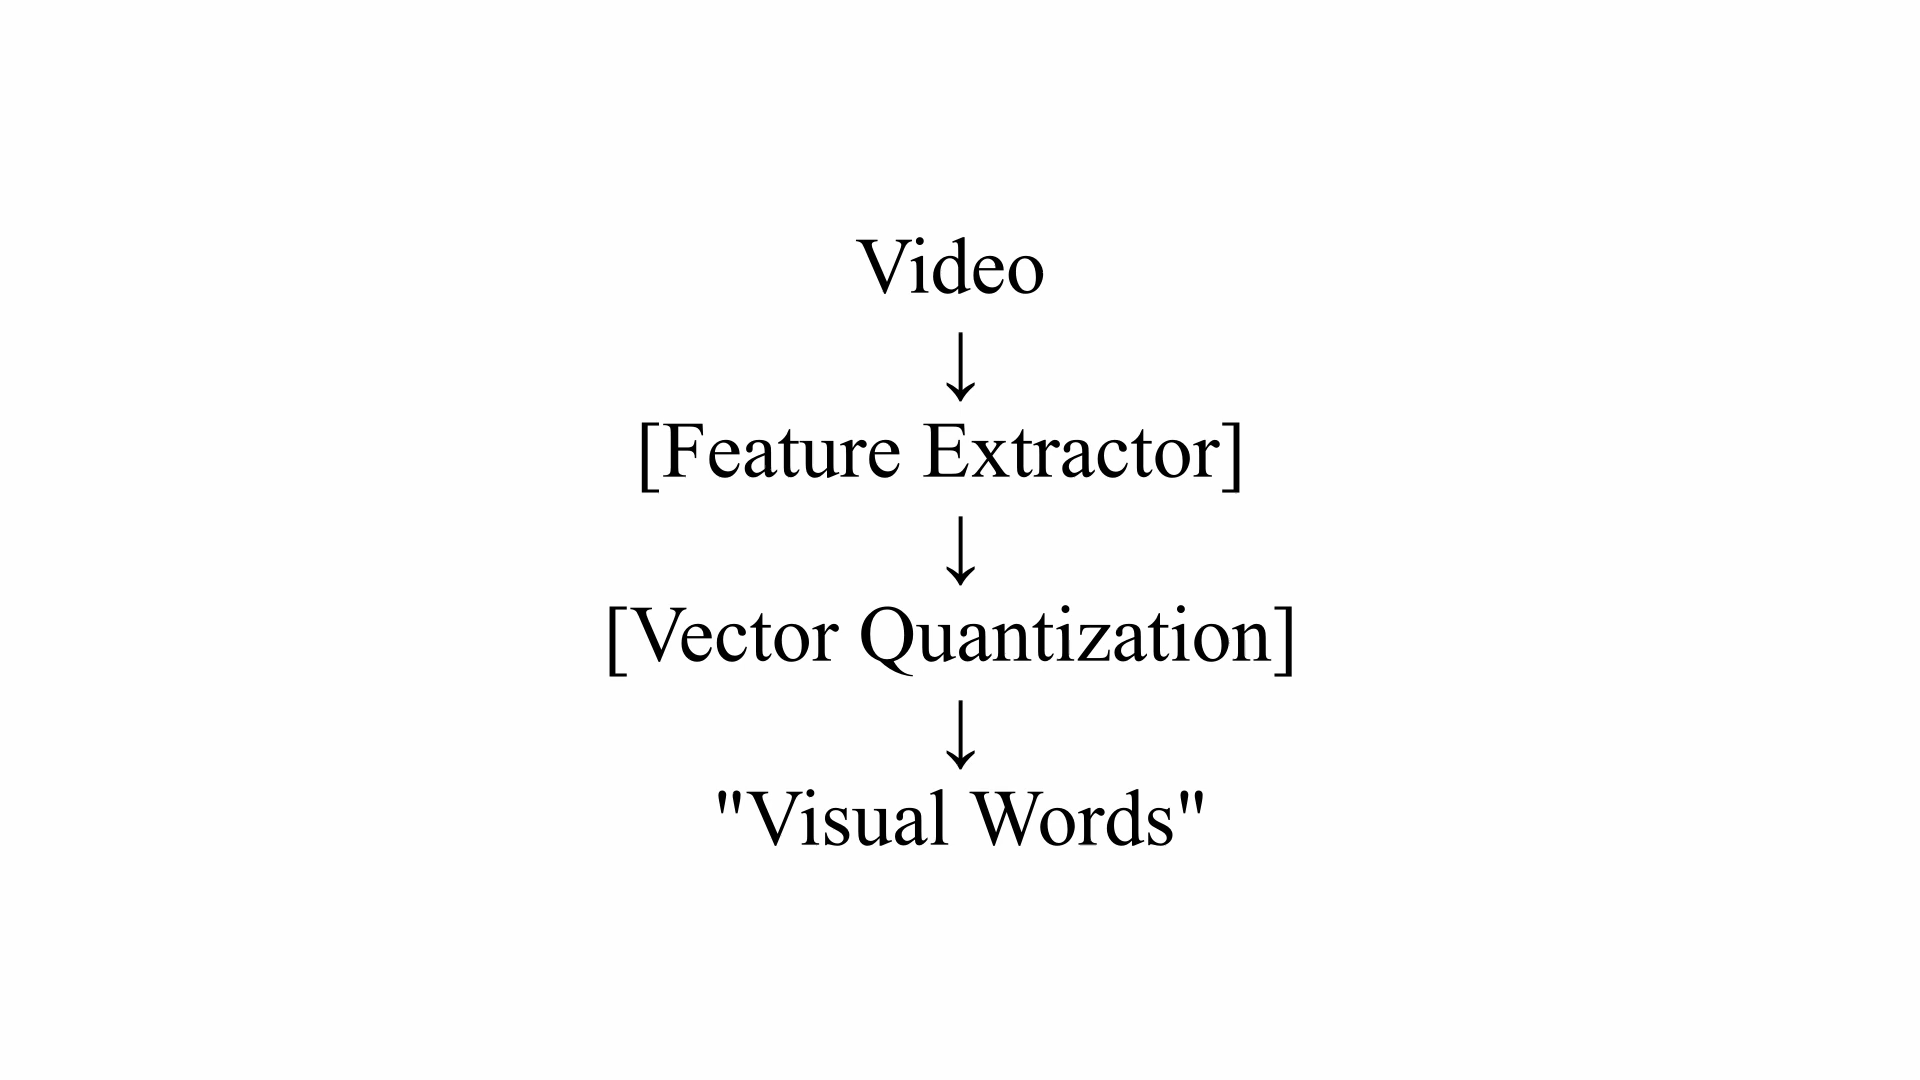 Video
↓
[Feature Extractor]
↓
[Vector Quantization]
↓
"Visual Words"